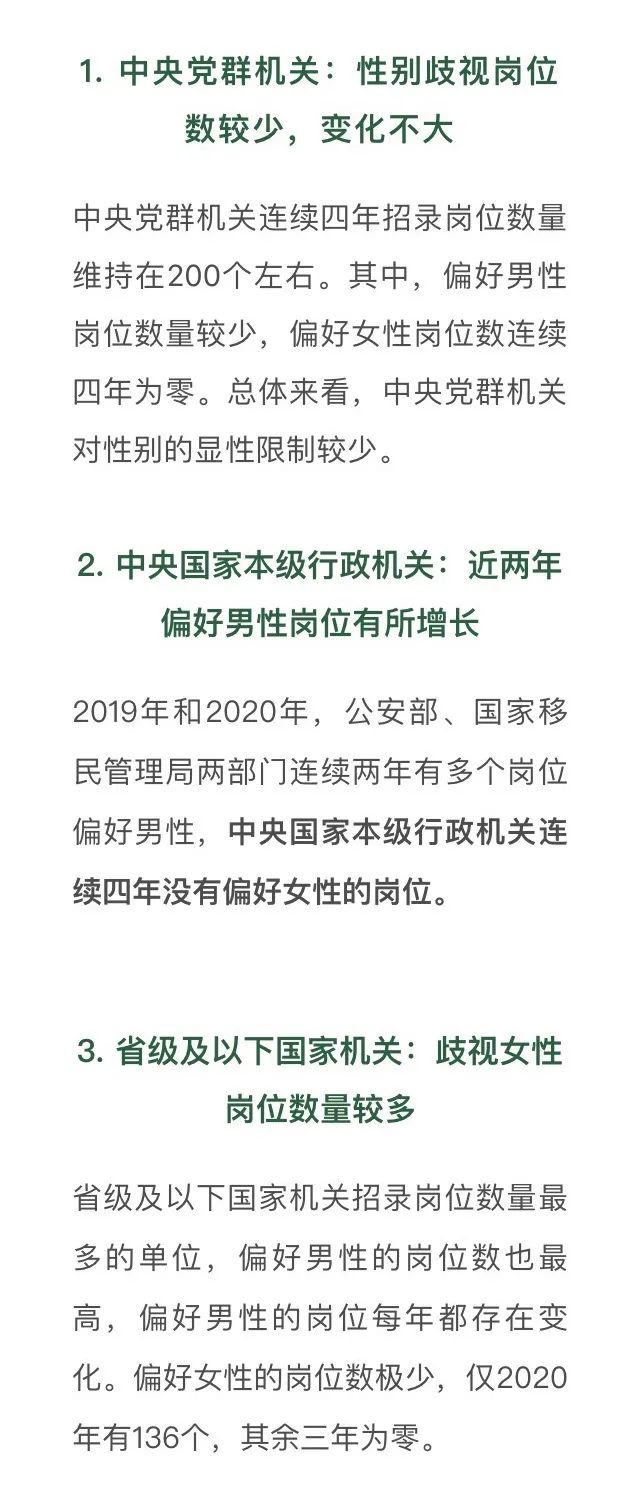 1. 中央党群机关：性别歧视岗位
数较少，变化不大
中央党群机关连续四年招录岗位数量
维持在200个左右。其中，偏好男性
岗位数量较少，偏好女性岗位数连续
四年为零。总体来看，中央党群机关
对性别的显性限制较少。
2. 中央国家本级行政机关：近两年
偏好男性岗位有所增长
2019年和2020年，公安部、国家移
民管理局两部门连续两年有多个岗位
偏好男性，中央国家本级行政机关连
续四年没有偏好女性的岗位。
3. 省级及以下国家机关：歧视女性
岗位数量较多
省级及以下国家机关招录岗位数量最
多的单位，偏好男性的岗位数也最
高，偏好男性的岗位每年都存在变
化。偏好女性的岗位数极少，仅2020
年有136个，其余三年为零。